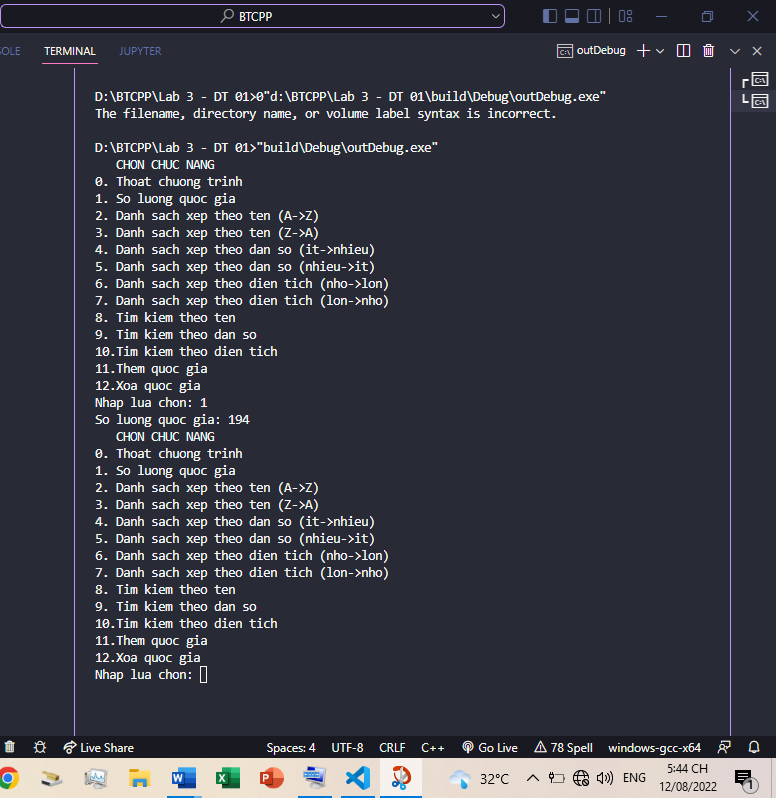 BTCPP
OLE TERMINAL JUPYTER outDebug
D:\BTCPP\Lab 3 - DT 01>0"d:\BTCPP\Lab 3 - DT 01\build\Debug\outDebug.exe"
The filename, directory name, or volume label syntax is incorrect.
D:\BTCPP\Lab 3 - DT 01>"build\Debug\outDebug.exe"
CHON CHUC NANG
0. Thoat chuong trinh
1. So luong quoc gia
2. Danh sach xep theo ten (A->Z)
3. Danh sach xep theo ten (Z->A)
4. Danh sach xep theo dan so (it->nhieu)
5. Danh sach xep theo dan so (nhieu->it)
6. Danh sach xep theo dien tich (nho->lon)
7. Danh sach xep theo dien tich (lon->nho)
8. Tim kiem theo ten
9. Tim kiem theo dan so
10.Tim kiem theo dien tich
11.Them quoc gia
12.Xoa quoc gia
Nhap lua chon: 1
So luong quoc gia: 194
CHON CHUC NANG
0. Thoat chuong trinh
1. So luong quoc gia
2. Danh sach xep theo ten (A->Z)
3. Danh sach xep theo ten (Z->A)
4. Danh sach xep theo dan so (it->nhieu)
5. Danh sach xep theo dan so (nhieu->it)
6. Danh sach xep theo dien tich (nho->lon)
7. Danh sach xep theo dien tich (lon->nho)
8. Tim kiem theo ten
9. Tim kiem theo dan so
10.Tim kiem theo dien tich
11.Them quoc gia
12.Xoa quoc gia
Nhap lua chon:
Live Share Spaces: 4 UTF-8 CRLF C++ Go Live 78 Spell windows-gcc-x64
32°C ENG 5:44 CH
12/08/2022 1